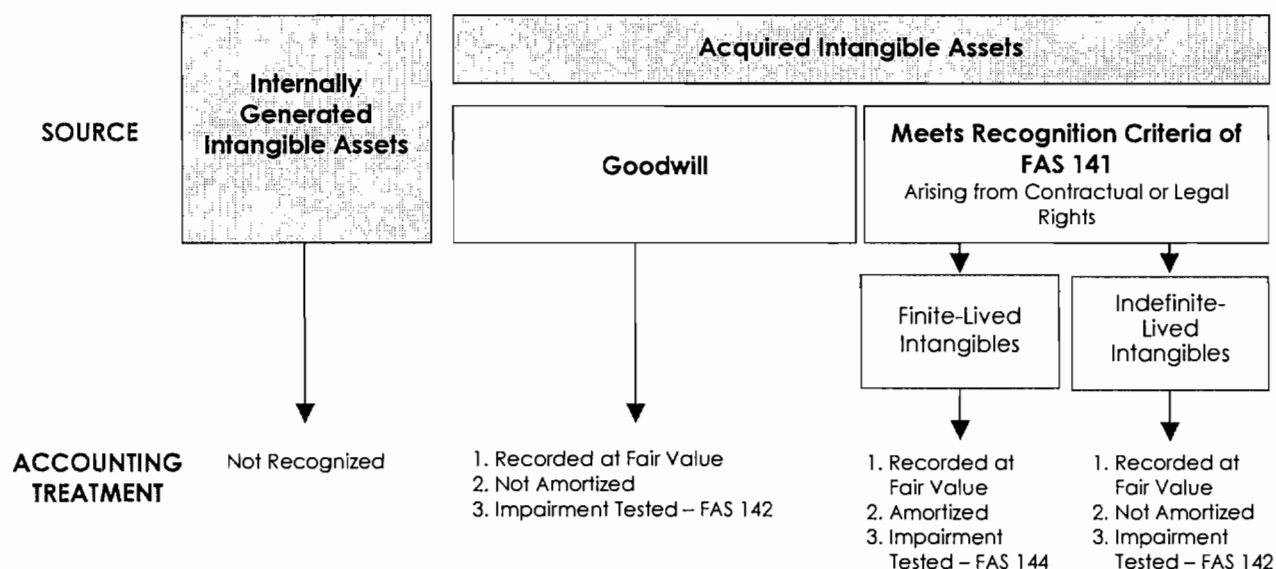 SOURCE
Internally
Generated
Intangible Assets
Acquired Intangible Assets
Goodwill
Meets Recognition Criteria of
FAS 141
Arising from Contractual or Legal
Rights
Finite-Lived
Intangibles
Indefinite-
Lived
Intangibles
ACCOUNTING
TREATMENT
Not Recognized
1. Recorded at Fair Value
2. Not Amortized
3. Impairment Tested – FAS 142
1. Recorded at
Fair Value
2. Amortized
3. Impairment
Tested – FAS 144
1. Recorded at
Fair Value
2. Not Amortized
3. Impairment
Tested – FAS 142